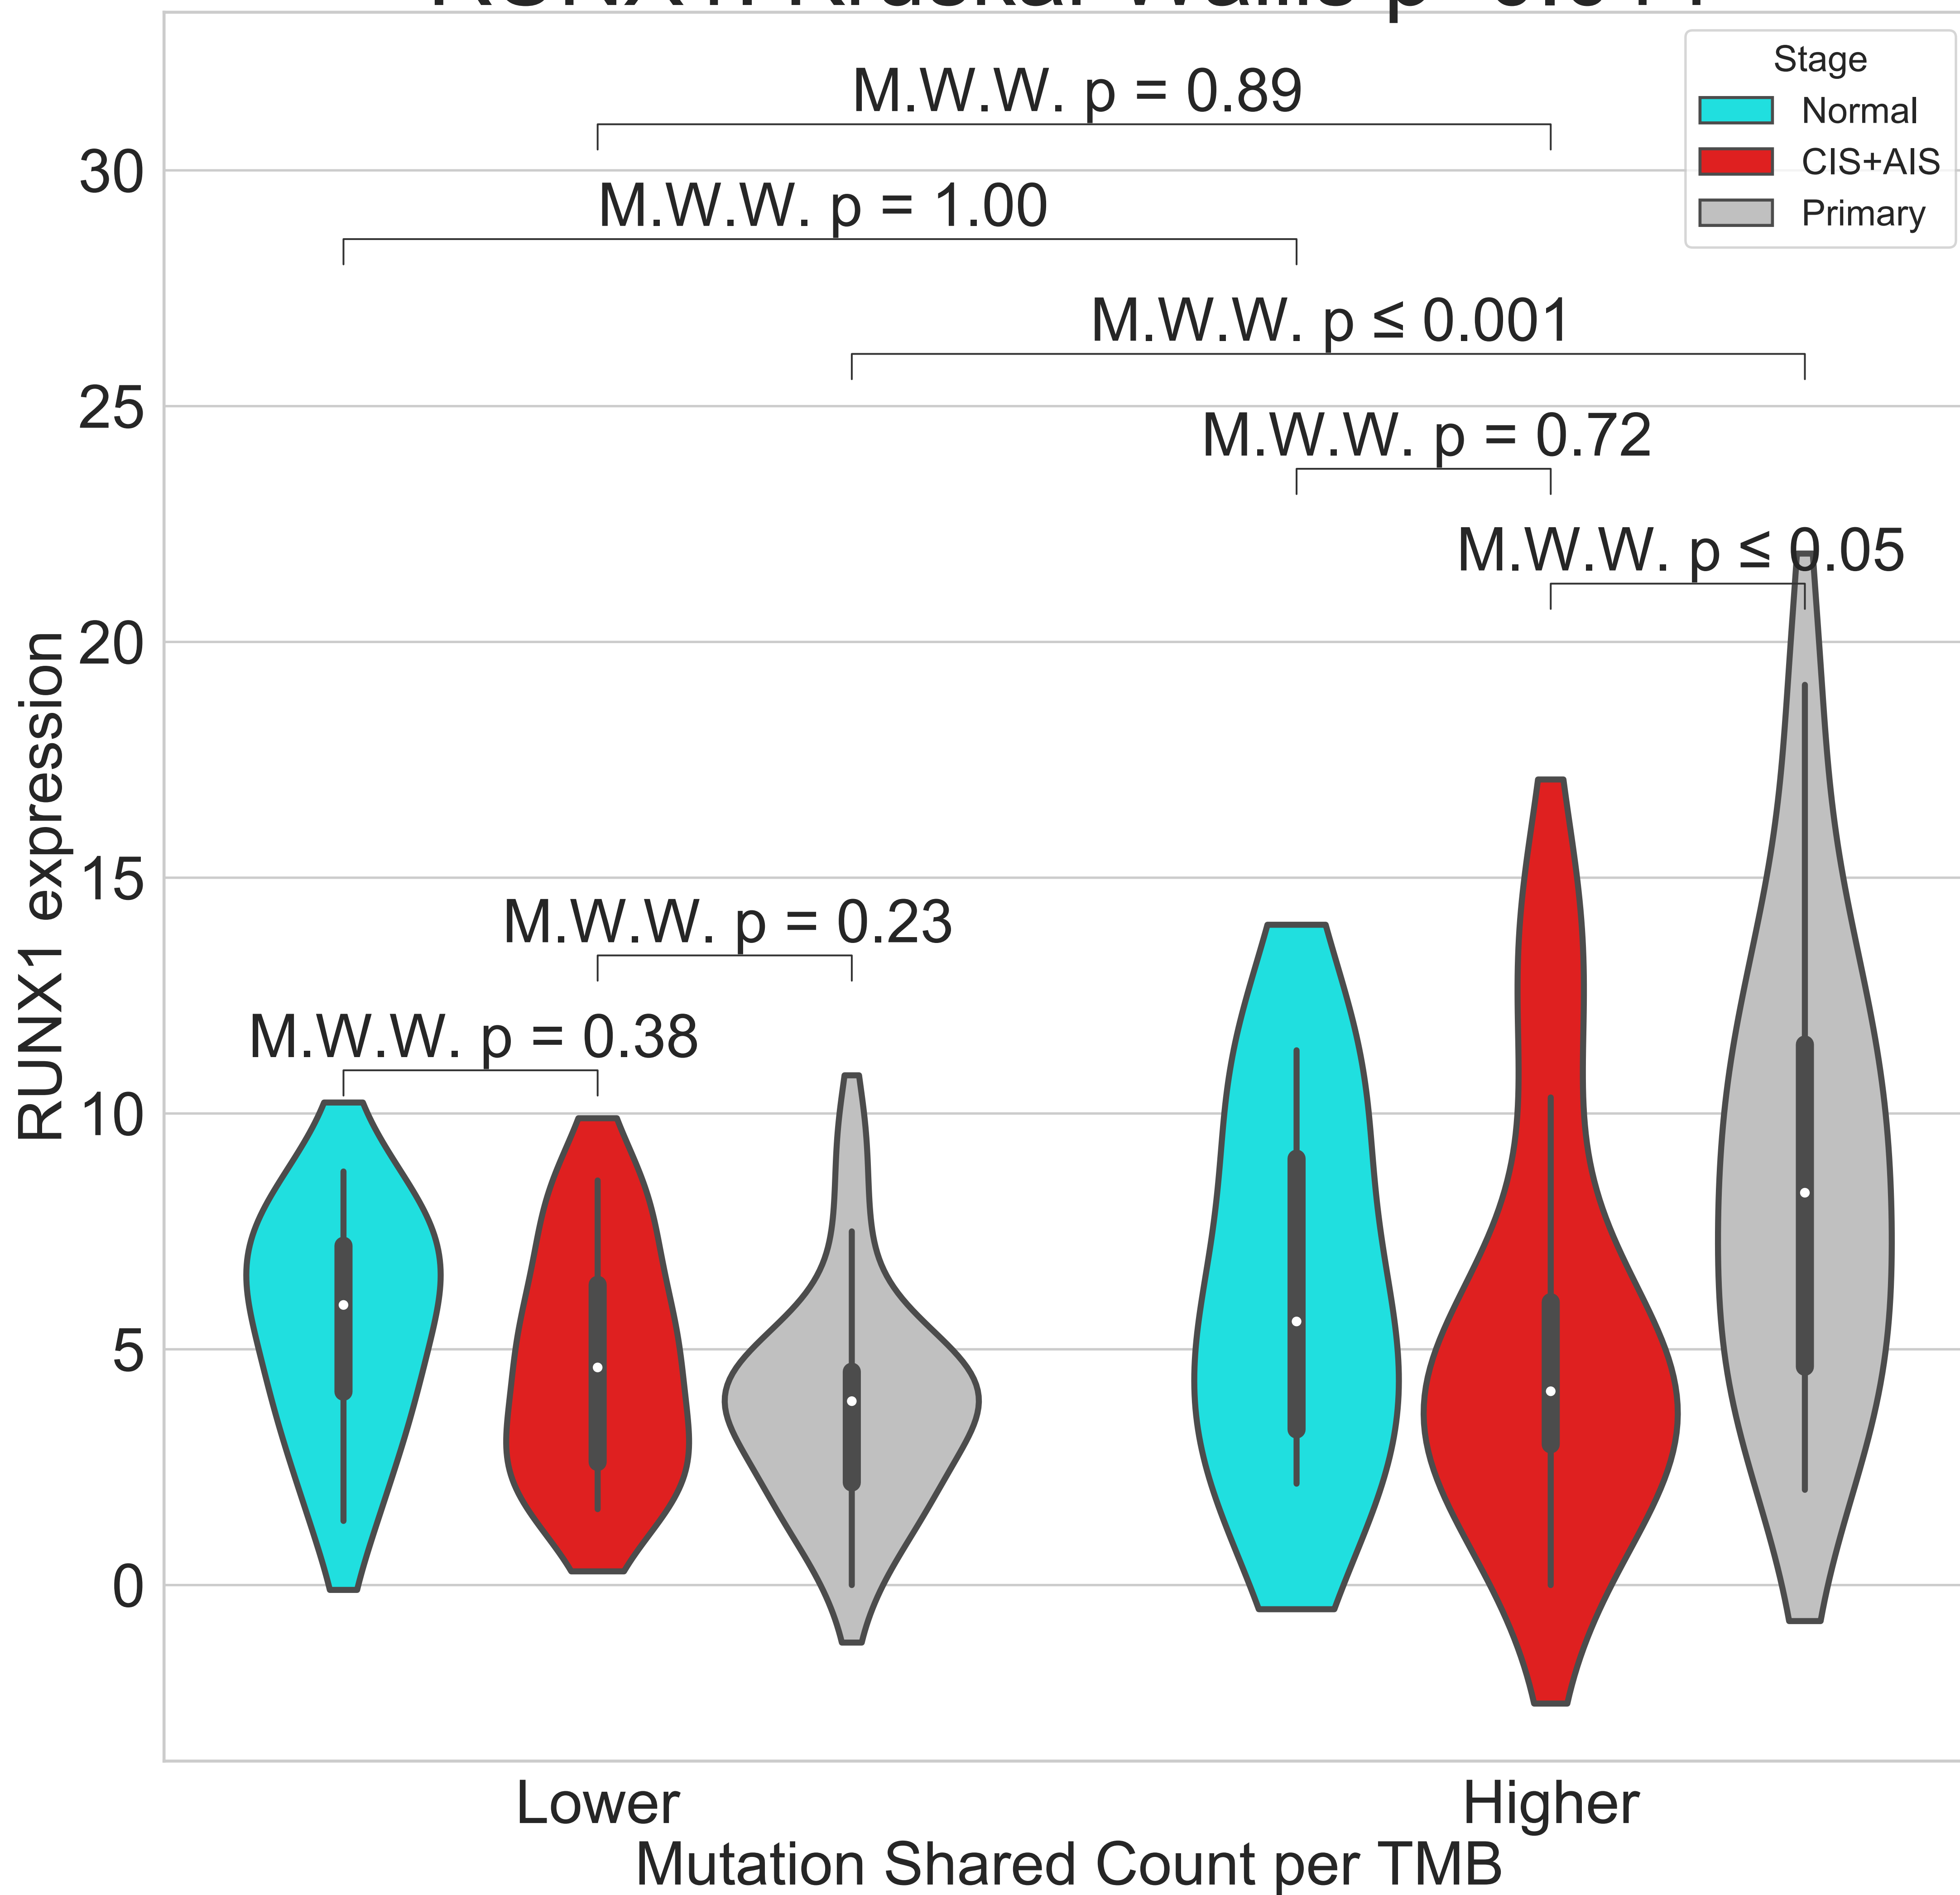 M.W.W. p = 0.89
M.W.W. p = 1.00
M.W.W. p ≤ 0.001
M.W.W. p = 0.72
M.W.W. p ≤ 0.05
M.W.W. p = 0.23
M.W.W. p = 0.38
Stage
Normal
CIS+AIS
Primary
30
25
20
15
10
5
0
RUNX1 expression
Lower
Higher
Mutation Shared Count per TMB